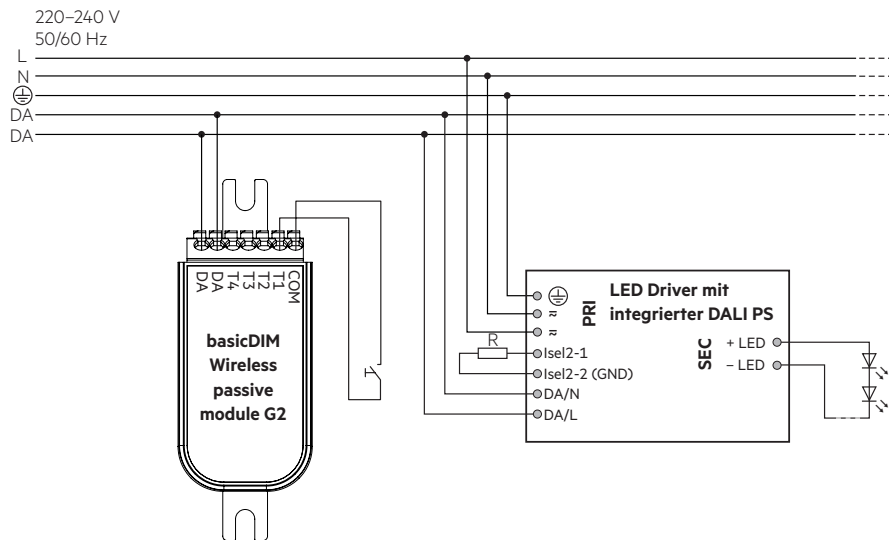 220–240 V
50/60 Hz
L
N
DA
DA
DA
DA
T4
T3
T2
T1
COM
basicDIM
Wireless
passive
module G2
LED Driver mit
integrierter DALI PS
PRI
≂
≂
R
Isel2-1
Isel2-2 (GND)
DA/N
DA/L
SEC
+ LED
– LED